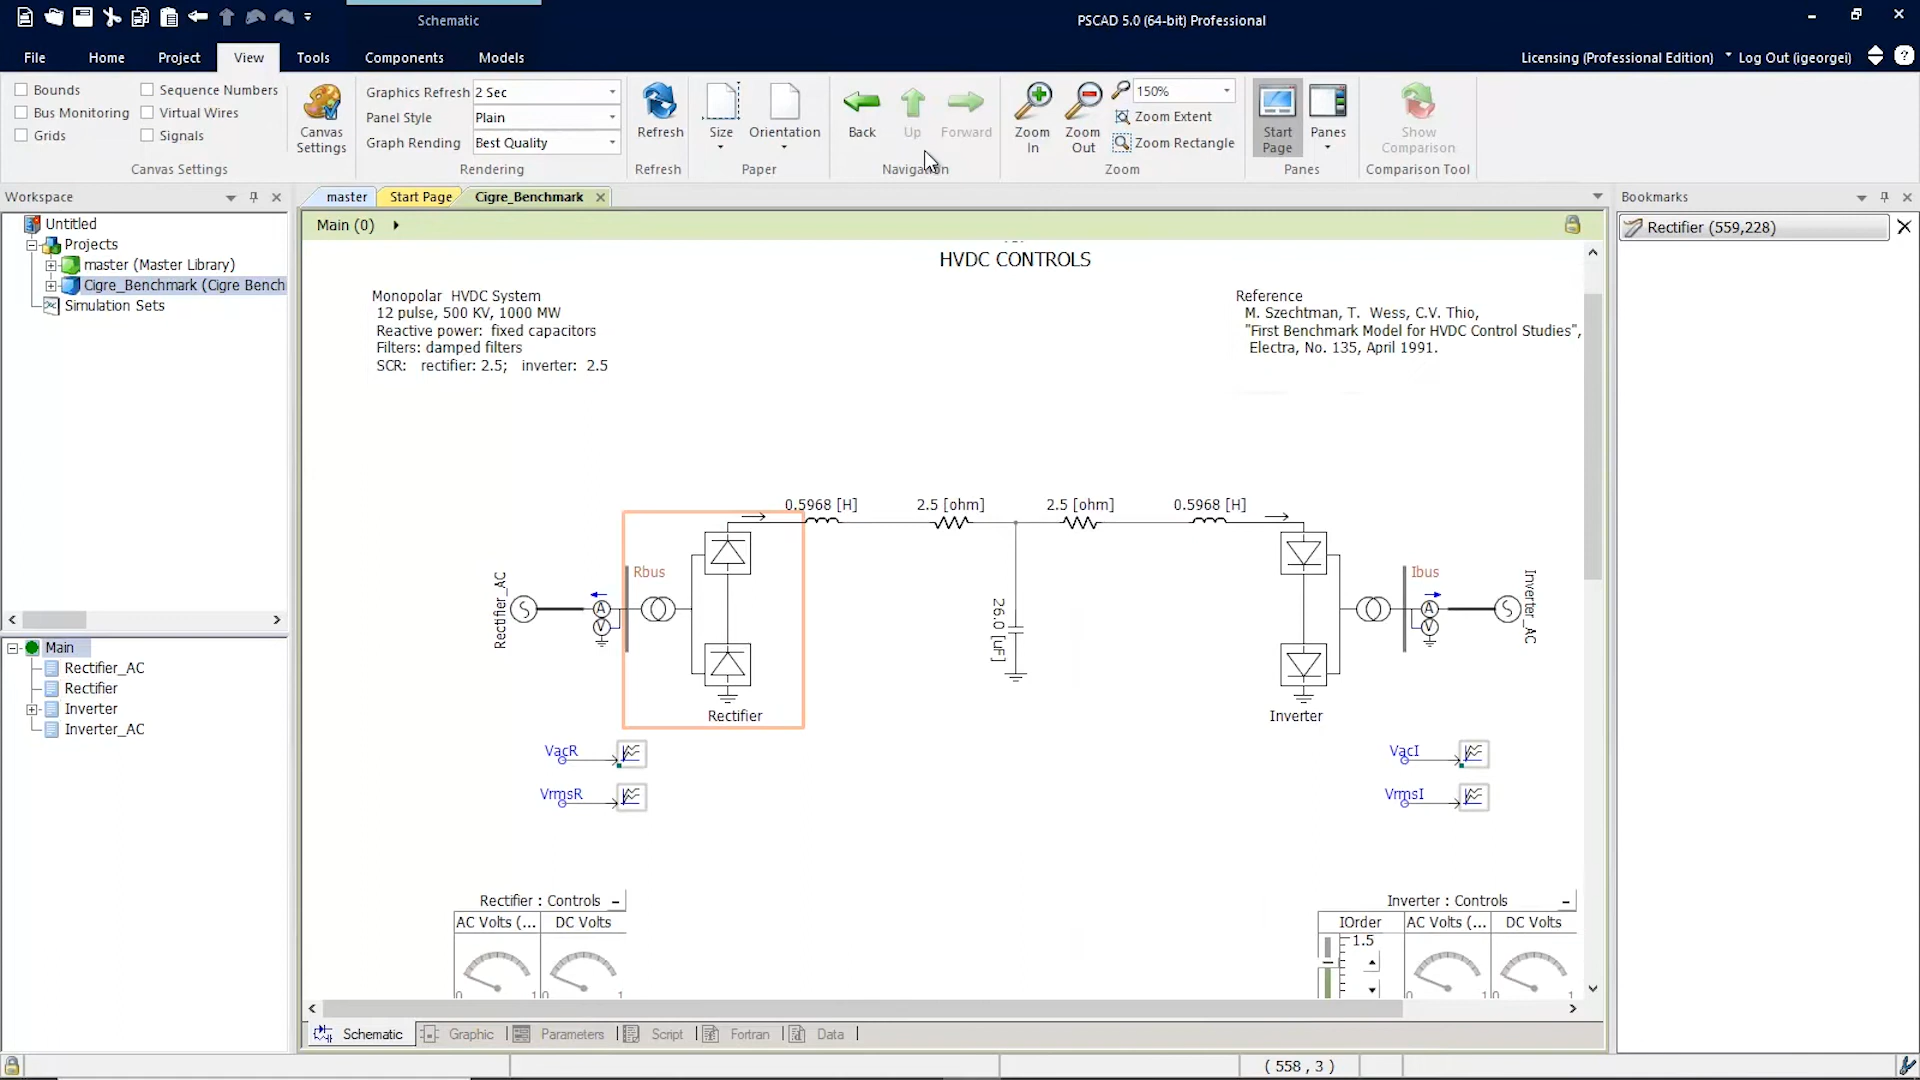 Schematic
PSCAD 5.0 (64-bit) Professional
File Home Project View Tools Components Models
Licensing (Professional Edition) Log Out (igeorgei)
Bounds Sequence Numbers
Bus Monitoring Virtual Wires
Grids Signals
Canvas Settings
Canvas Settings
Graphics Refresh 2 Sec
Panel Style Plain
Graph Rendering Best Quality
Rendering
Refresh
Refresh
Size Orientation
Paper
Back Up Forward
Navigation
Zoom In
Zoom Out
150%
Zoom Extent
Zoom Rectangle
Zoom
Start Page
Panes
Panes
Show Comparison
Comparison Tool
Workspace
master Start Page Cigre_Benchmark
Bookmarks
Main (0)
Rectifier (559,228)
Untitled
Projects
master (Master Library)
Cigre_Benchmark (Cigre Bench
Simulation Sets
Main
Rectifier_AC
Rectifier
Inverter
Inverter_AC
HVDC CONTROLS
Monopolar HVDC System
12 pulse, 500 KV, 1000 MW
Reactive power: fixed capacitors
Filters: damped filters
SCR: rectifier: 2.5; inverter: 2.5
Reference
M. Szechtman, T. Wess, C.V. Thio,
"First Benchmark Model for HVDC Control Studies",
Electra, No. 135, April 1991.
0.5968 [H] 2.5 [ohm] 2.5 [ohm] 0.5968 [H]
Rectifier_AC
S
A
V
Rbus
26.0 [uF]
Ibus
A
V
S
Inverter_AC
Rectifier
Inverter
VacR
VacI
VrmsR
VrmsI
Rectifier : Controls
AC Volts (... DC Volts
0 0 1
Inverter : Controls
IOrder AC Volts (... DC Volts
1.5
0 1 0 1
Schematic Graphic Parameters Script Fortran Data
( 558 , 3 )